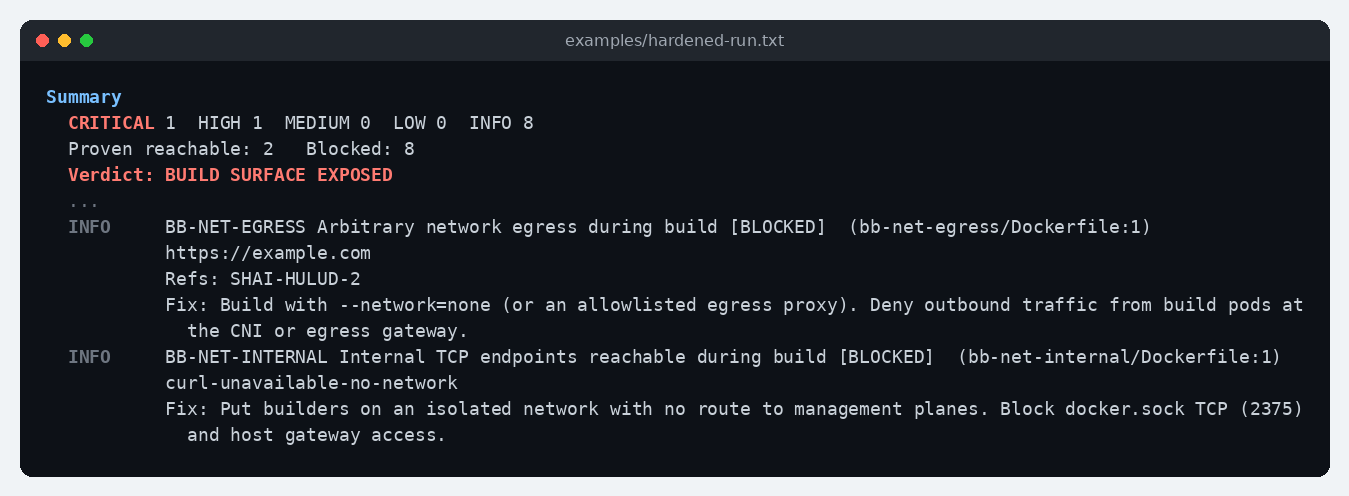 examples/hardened-run.txt
Summary
CRITICAL 1  HIGH 1  MEDIUM 0  LOW 0  INFO 8
Proven reachable: 2   Blocked: 8
Verdict: BUILD SURFACE EXPOSED
...
INFO     BB-NET-EGRESS Arbitrary network egress during build [BLOCKED]  (bb-net-egress/Dockerfile:1)
https://example.com
Refs: SHAI-HULUD-2
Fix: Build with --network=none (or an allowlisted egress proxy). Deny outbound traffic from build pods at
the CNI or egress gateway.
INFO     BB-NET-INTERNAL Internal TCP endpoints reachable during build [BLOCKED]  (bb-net-internal/Dockerfile:1)
curl-unavailable-no-network
Fix: Put builders on an isolated network with no route to management planes. Block docker.sock TCP (2375)
and host gateway access.